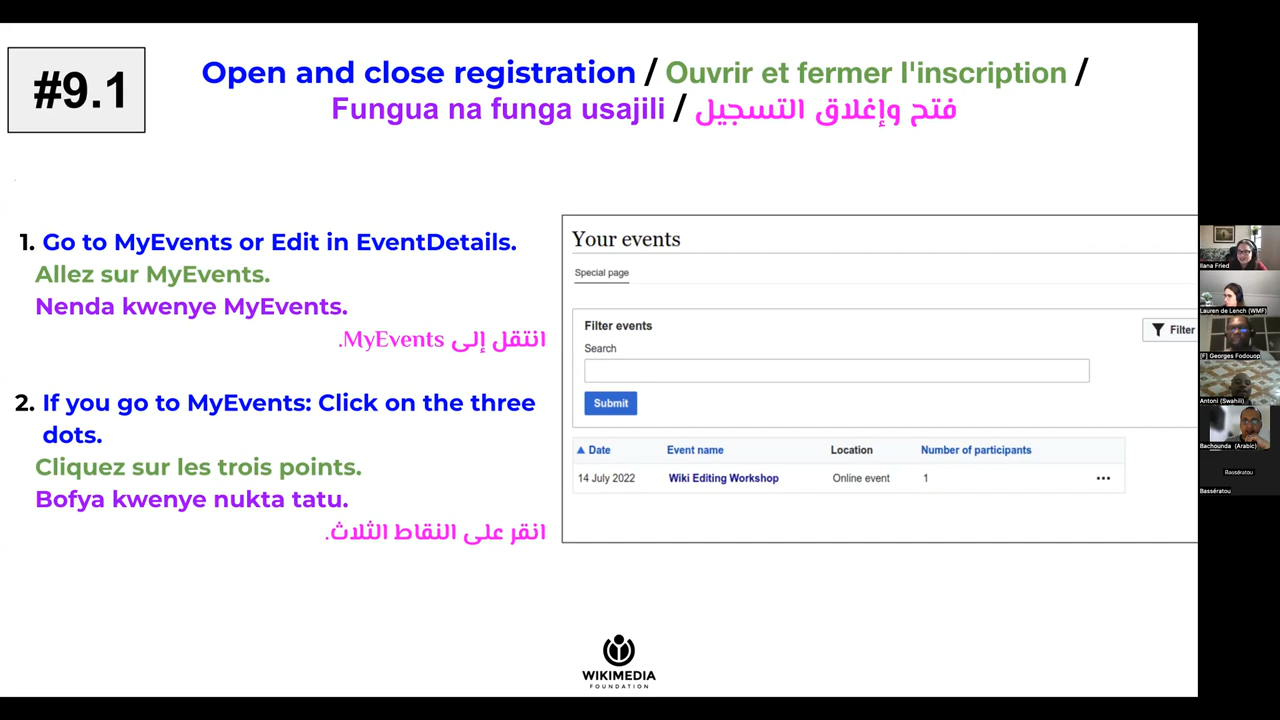 #9.1
Open and close registration / Ouvrir et fermer l'inscription /
Fungua na funga usajili / فتح وإغلاق التسجيل
1. Go to MyEvents or Edit in EventDetails.
Allez sur MyEvents.
Nenda kwenye MyEvents.
انتقل إلى MyEvents.
2. If you go to MyEvents: Click on the three
dots.
Cliquez sur les trois points.
Bofya kwenye nukta tatu.
انقر على النقاط الثلاث.
Your events
Special page
Filter events
Filter
Search
Submit
Date Event name Location Number of participants
14 July 2022 Wiki Editing Workshop Online event 1 ...
WIKIMEDIA
FOUNDATION
Ilana Fried
Lauren de Lench (WMF)
[F] Georges Fodouop
Antoni (Swahili)
Bachounda (Arabic)
Bassératou
Bassératou